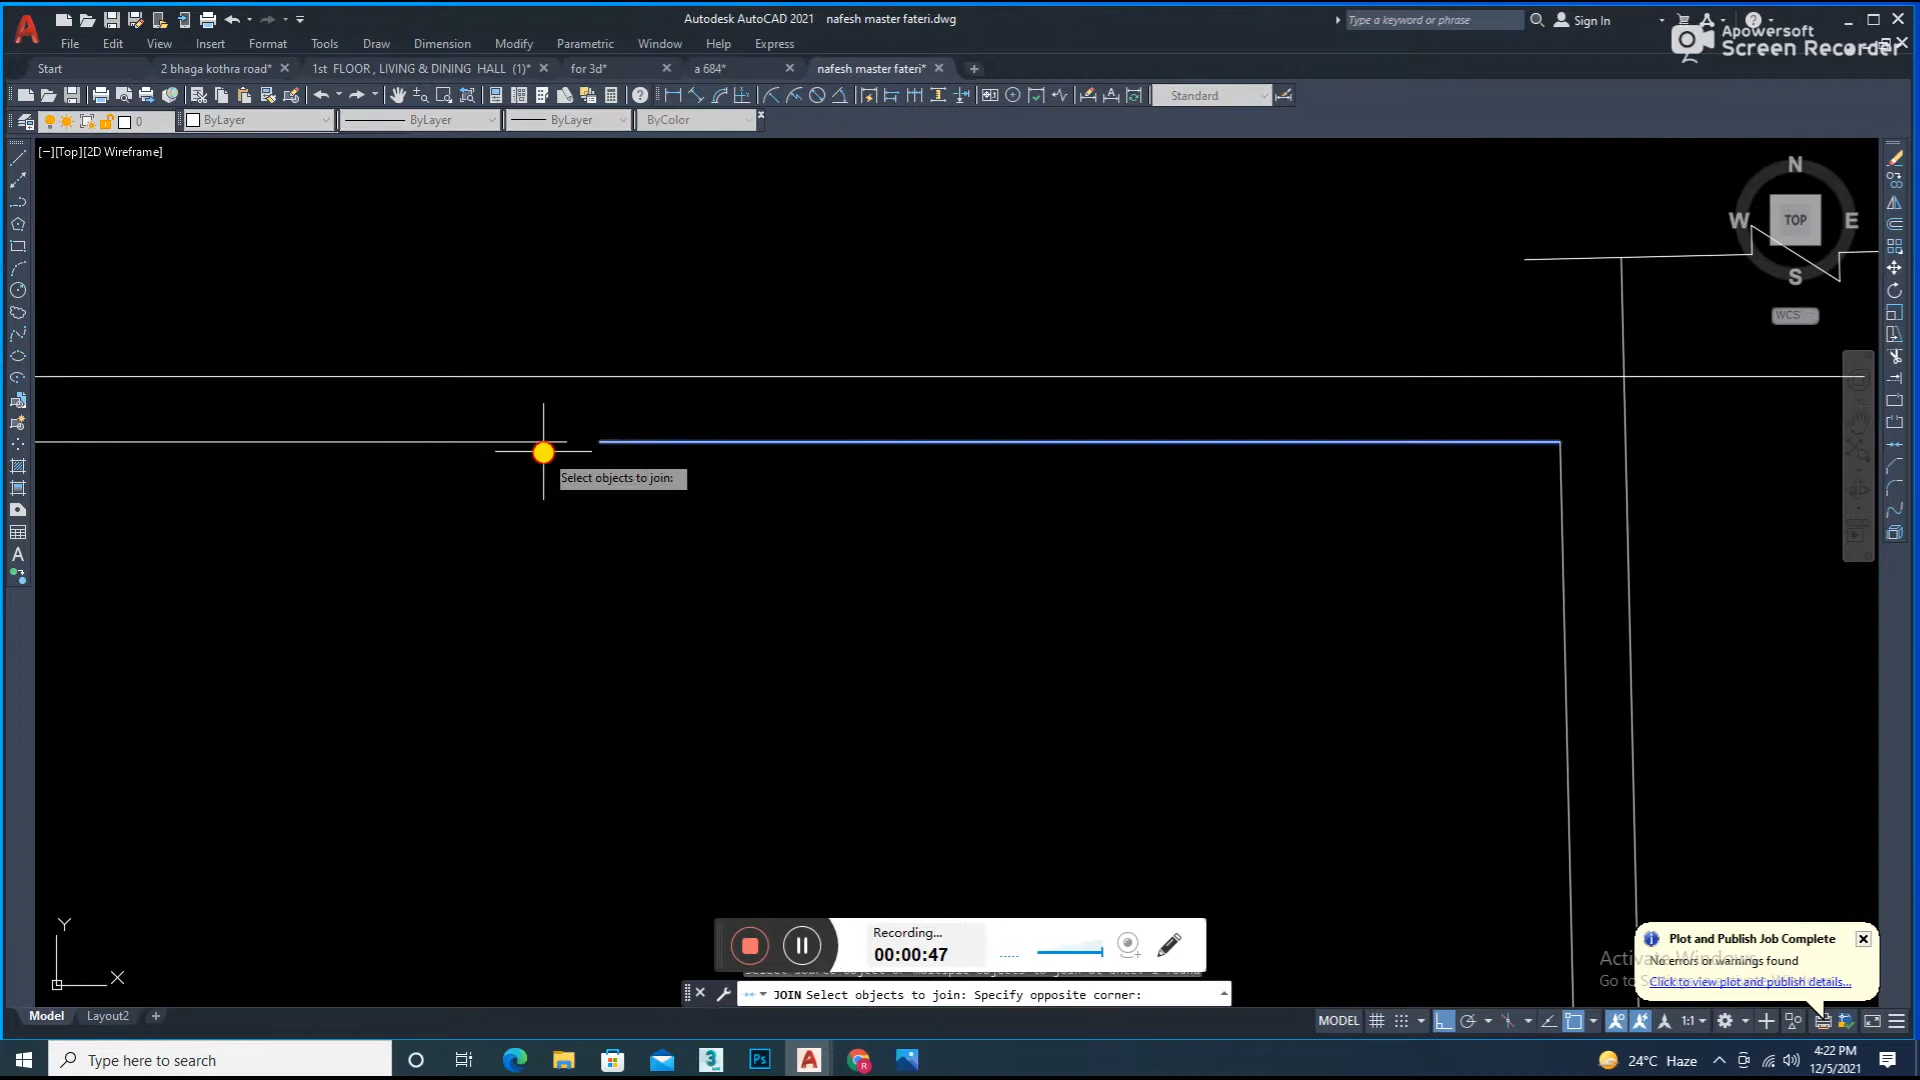 Autodesk AutoCAD 2021 nafesh master fateri.dwg
Type a keyword or phrase
Sign In
Apowersoft
Screen Recorder
File Edit View Insert Format Tools Draw Dimension Modify Parametric Window Help Express
Start
2 bhaga kothra road*
1st FLOOR , LIVING & DINING HALL (1)*
for 3d*
a 684*
nafesh master fateri*
Standard
0
ByLayer
ByLayer
ByLayer
ByColor
[−][Top][2D Wireframe]
N
W
TOP
E
S
WCS
Select objects to join:
Y
X
Recording...
00:00:47
Plot and Publish Job Complete
No errors or warnings found
Click to view plot and publish details...
Activate Windows
JOIN Select objects to join: Specify opposite corner:
Model
Layout2
MODEL
1:1
Type here to search
3
Ps
A
R
24°C Haze
4:22 PM
12/5/2021